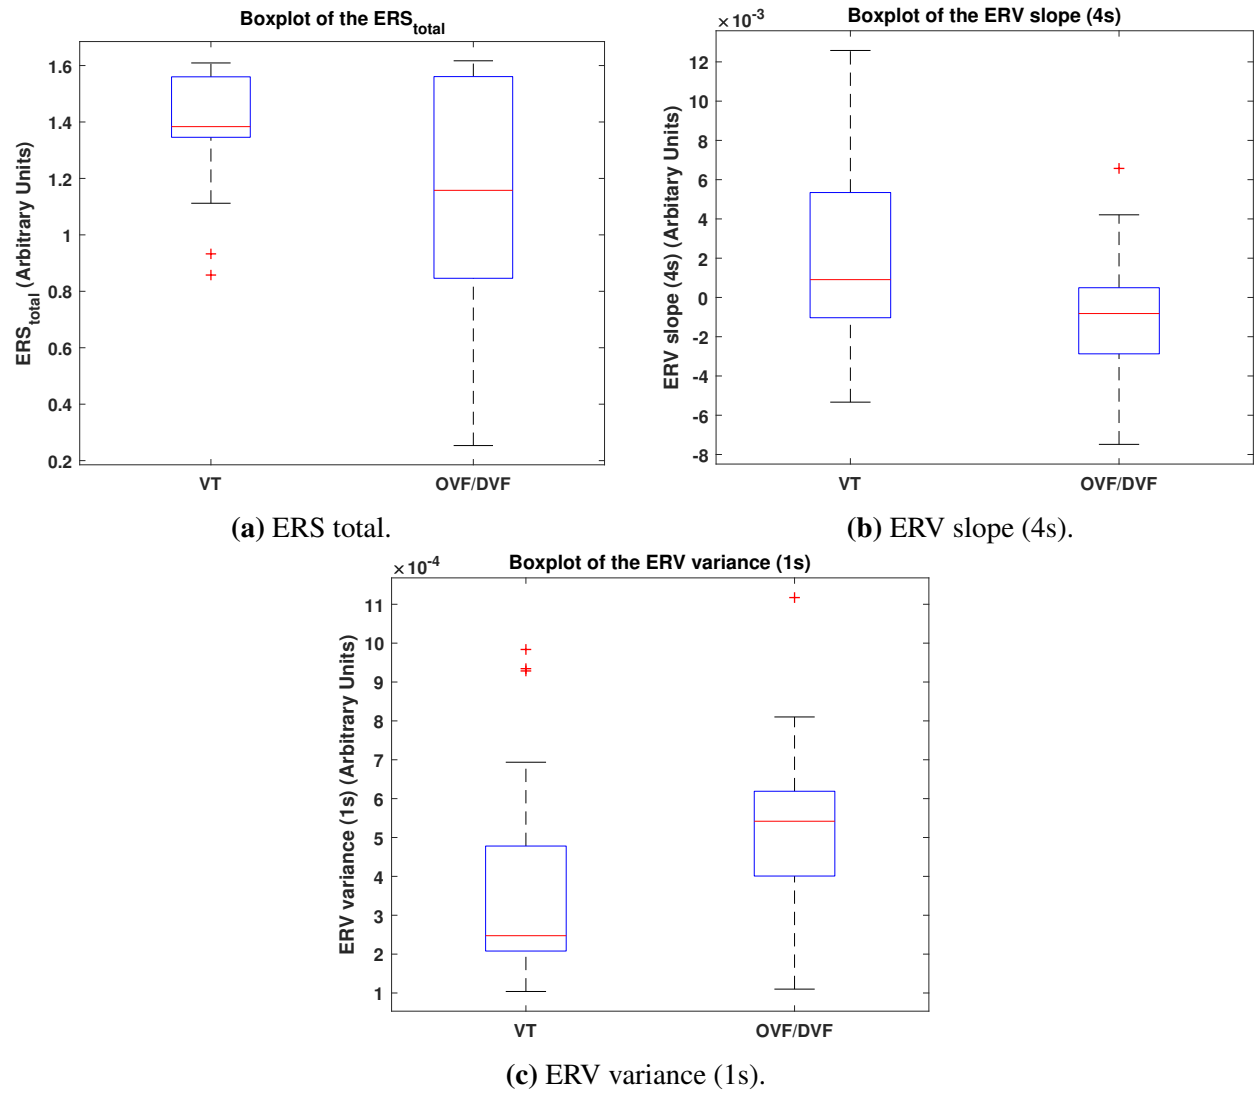 Boxplot of the ERS_total
ERS_total (Arbitrary Units)
1.6
1.4
1.2
1
0.8
0.6
0.4
0.2
VT OVF/DVF
(a) ERS total.
Boxplot of the ERV slope (4s)
×10^-3
ERV slope (4s) (Arbitary Units)
12
10
8
6
4
2
0
-2
-4
-6
-8
VT OVF/DVF
(b) ERV slope (4s).
Boxplot of the ERV variance (1s)
×10^-4
ERV variance (1s) (Arbitrary Units)
11
10
9
8
7
6
5
4
3
2
1
VT OVF/DVF
(c) ERV variance (1s).